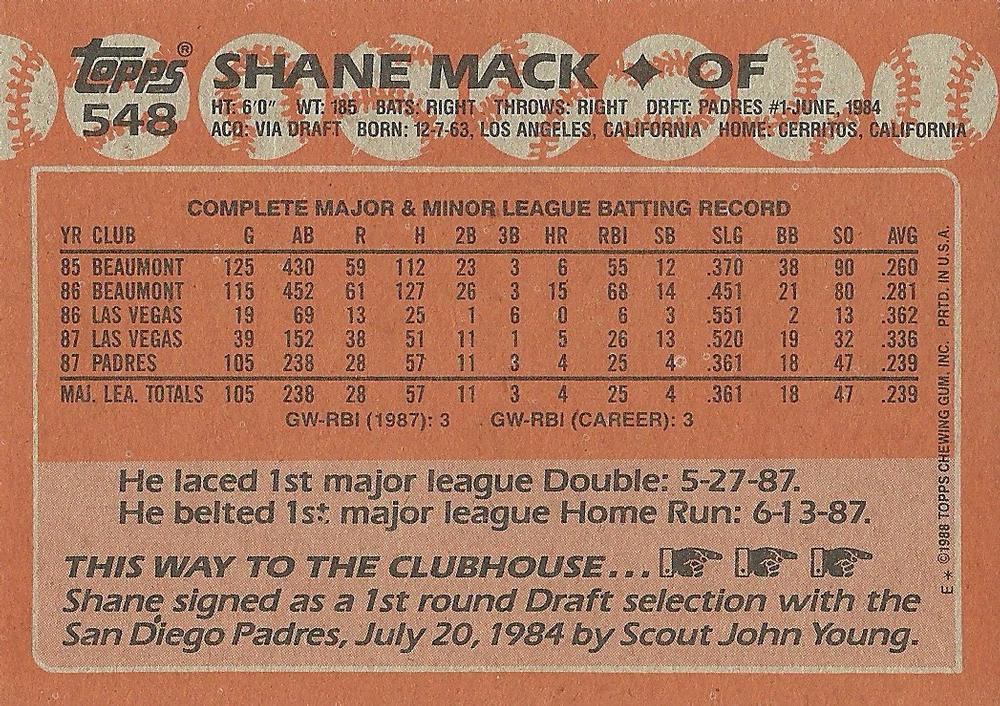 topps® SHANE MACK ✦ OF
548
HT: 6'0" WT: 185 BATS: RIGHT THROWS: RIGHT DRFT: PADRES #1-JUNE, 1984
ACQ: VIA DRAFT BORN: 12-7-63, LOS ANGELES, CALIFORNIA HOME: CERRITOS, CALIFORNIA
COMPLETE MAJOR & MINOR LEAGUE BATTING RECORD
YR CLUB G AB R H 2B 3B HR RBI SB SLG BB SO AVG
85 BEAUMONT 125 430 59 112 23 3 6 55 12 .370 38 90 .260
86 BEAUMONT 115 452 61 127 26 3 15 68 14 .451 21 80 .281
86 LAS VEGAS 19 69 13 25 1 6 0 6 3 .551 2 13 .362
87 LAS VEGAS 39 152 38 51 11 1 5 26 13 .520 19 32 .336
87 PADRES 105 238 28 57 11 3 4 25 4 .361 18 47 .239
MAJ. LEA. TOTALS 105 238 28 57 11 3 4 25 4 .361 18 47 .239
GW-RBI (1987): 3 GW-RBI (CAREER): 3
He laced 1st major league Double: 5-27-87.
He belted 1st major league Home Run: 6-13-87.
THIS WAY TO THE CLUBHOUSE...
Shane signed as a 1st round Draft selection with the
San Diego Padres, July 20, 1984 by Scout John Young.
E * ©1988 TOPPS CHEWING GUM INC. PRTD. IN U.S.A.